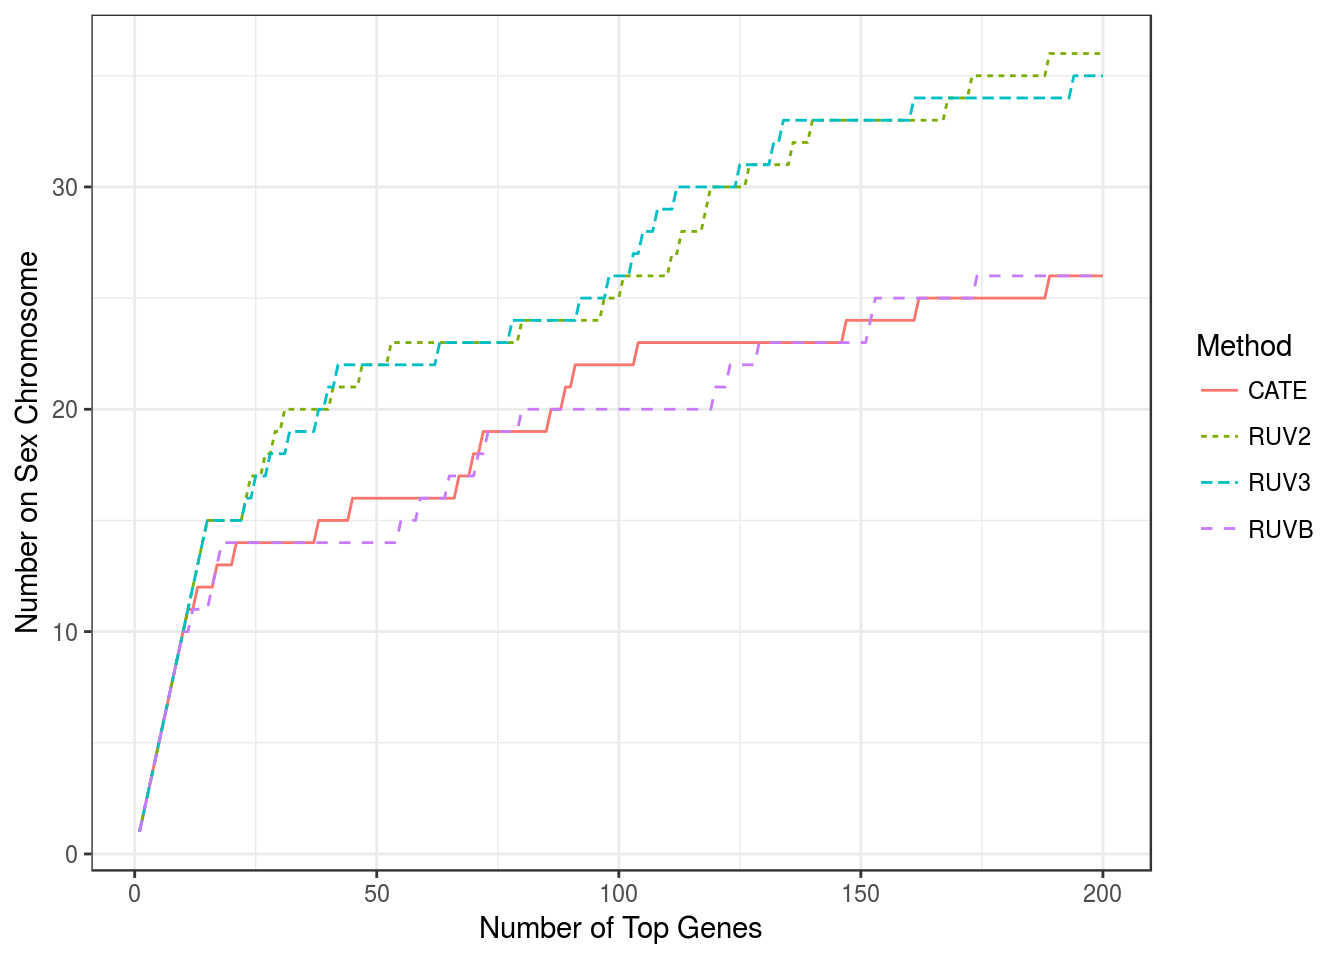 Number on Sex Chromosome
30
20
10
0
0 50 100 150 200
Number of Top Genes
Method
CATE
RUV2
RUV3
RUVB